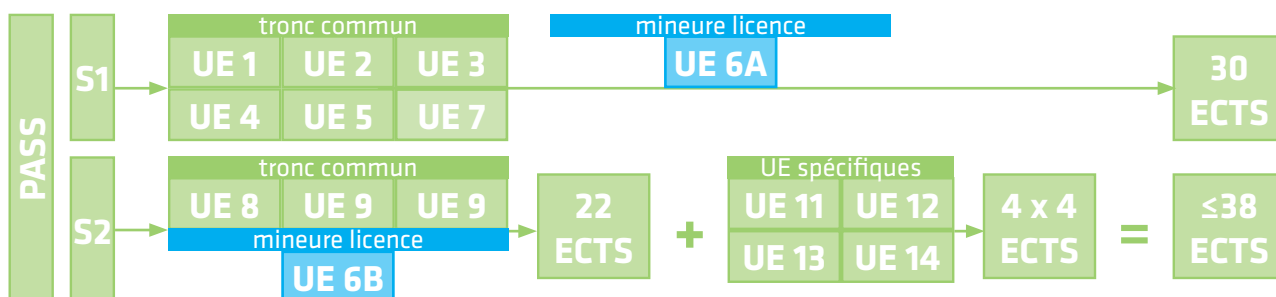 PASS
S1
tronc commun
UE 1 UE 2 UE 3
UE 4 UE 5 UE 7
mineure licence
UE 6A
30
ECTS
S2
tronc commun
UE 8 UE 9 UE 9
mineure licence
UE 6B
22
ECTS
+
UE spécifiques
UE 11 UE 12
UE 13 UE 14
4 x 4
ECTS
=
≤38
ECTS